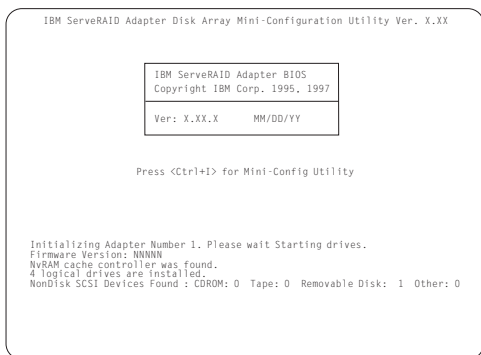 IBM ServeRAID Adapter Disk Array Mini-Configuration Utility Ver. X.XX
IBM ServeRAID Adapter BIOS
Copyright IBM Corp. 1995, 1997
Ver: X.XX.X MM/DD/YY
Press <Ctrl+I> for Mini-Config Utility
Initializing Adapter Number 1. Please wait Starting drives.
Firmware Version: NNNNN
NvRAM cache controller was found.
4 logical drives are installed.
NonDisk SCSI Devices Found : CDROM: 0 Tape: 0 Removable Disk: 1 Other: 0